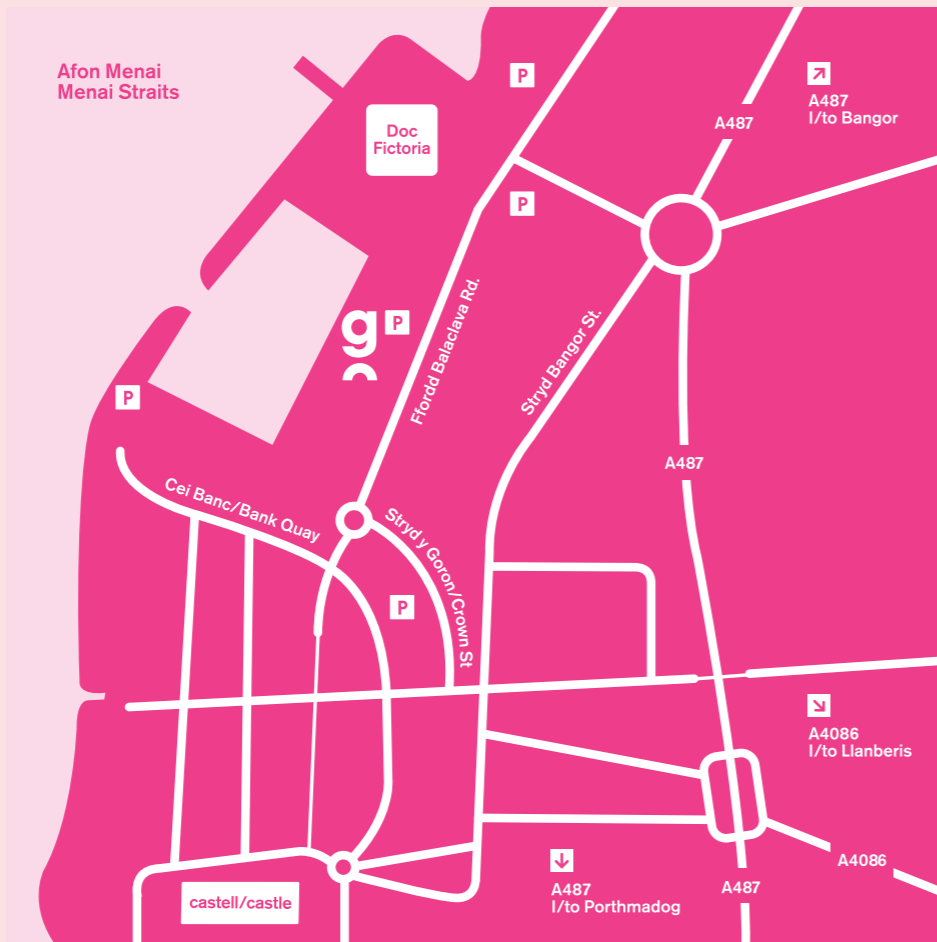 Afon Menai
Menai Straits
P
A487
I/to Bangor
A487
Doc
Fictoria
P
g
P
Ffordd Balaclava Rd.
Stryd Bangor St.
P
A487
Cei Banc/Bank Quay
Stryd y Goron/Crown St
P
A4086
I/to Llanberis
A4086
A487
I/to Porthmadog
A487
castell/castle